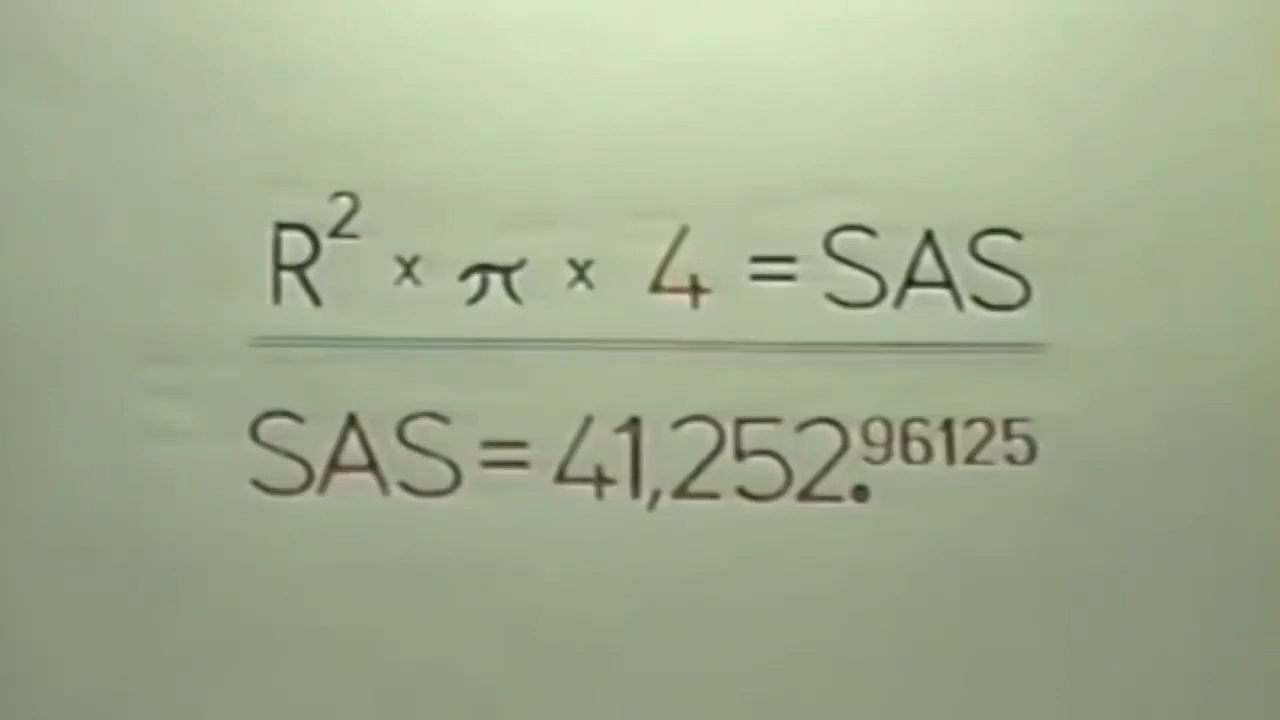 R² × π × 4 = SAS
SAS = 41,252.96125